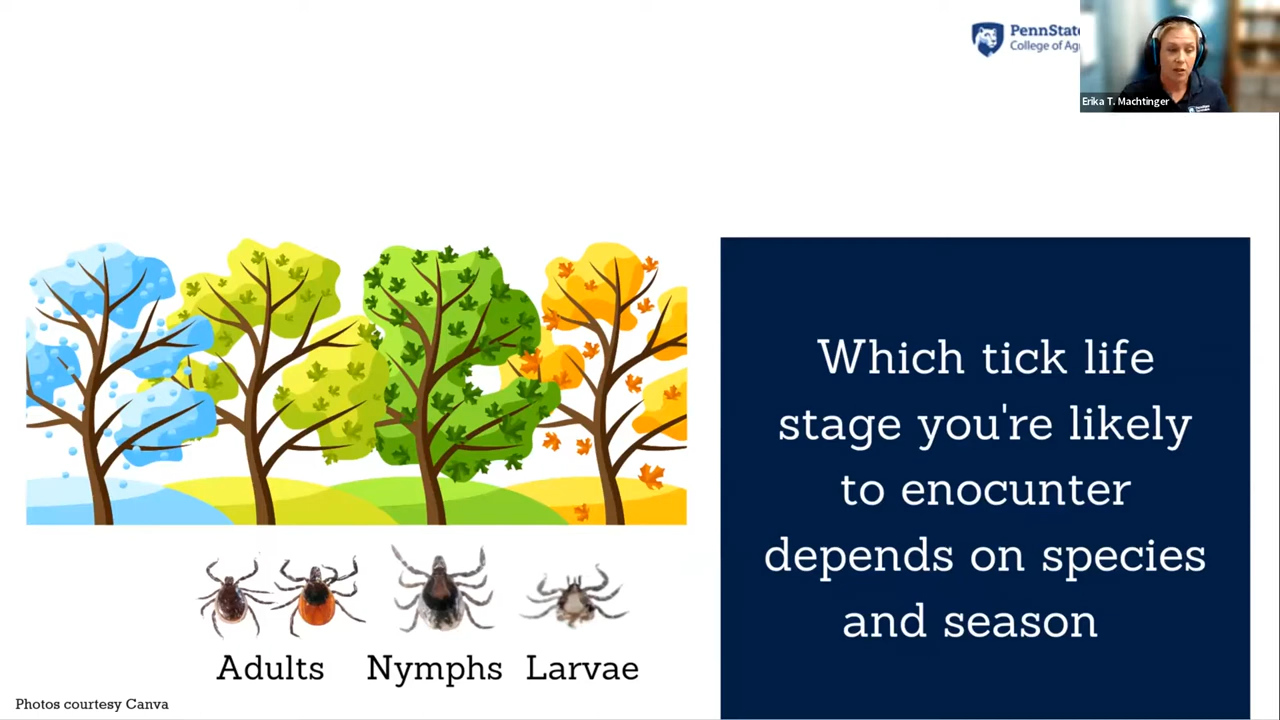 PennState
College of Ag
Erika T. Machtinger
Which tick life
stage you're likely
to enocunter
depends on species
and season
Adults
Nymphs
Larvae
Photos courtesy Canva